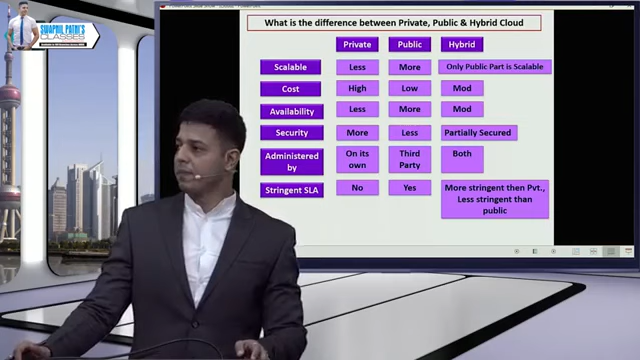 SWAPNIL PATNI'S
CLASSES
What is the difference between Private, Public & Hybrid Cloud
Private Public Hybrid
Scalable Less More Only Public Part is Scalable
Cost High Low Mod
Availability Less More Mod
Security More Less Partially Secured
Administered by On its own Third Party Both
Stringent SLA No Yes More stringent then Pvt.,
Less stringent than
public